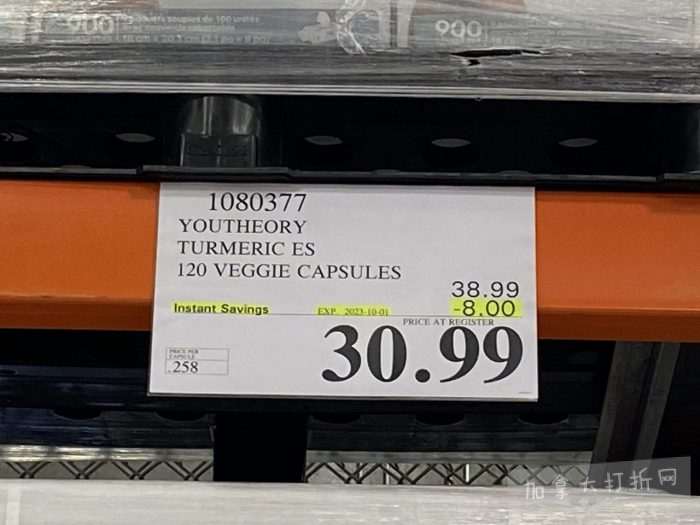 900
900
1080377
YOUTHEORY
TURMERIC ES
120 VEGGIE CAPSULES
38.99
Instant Savings EXP. 2023-10-01 -8.00
PRICE AT REGISTER
30.99
PRICE PER
CAPSULE
.258
加拿大打折网